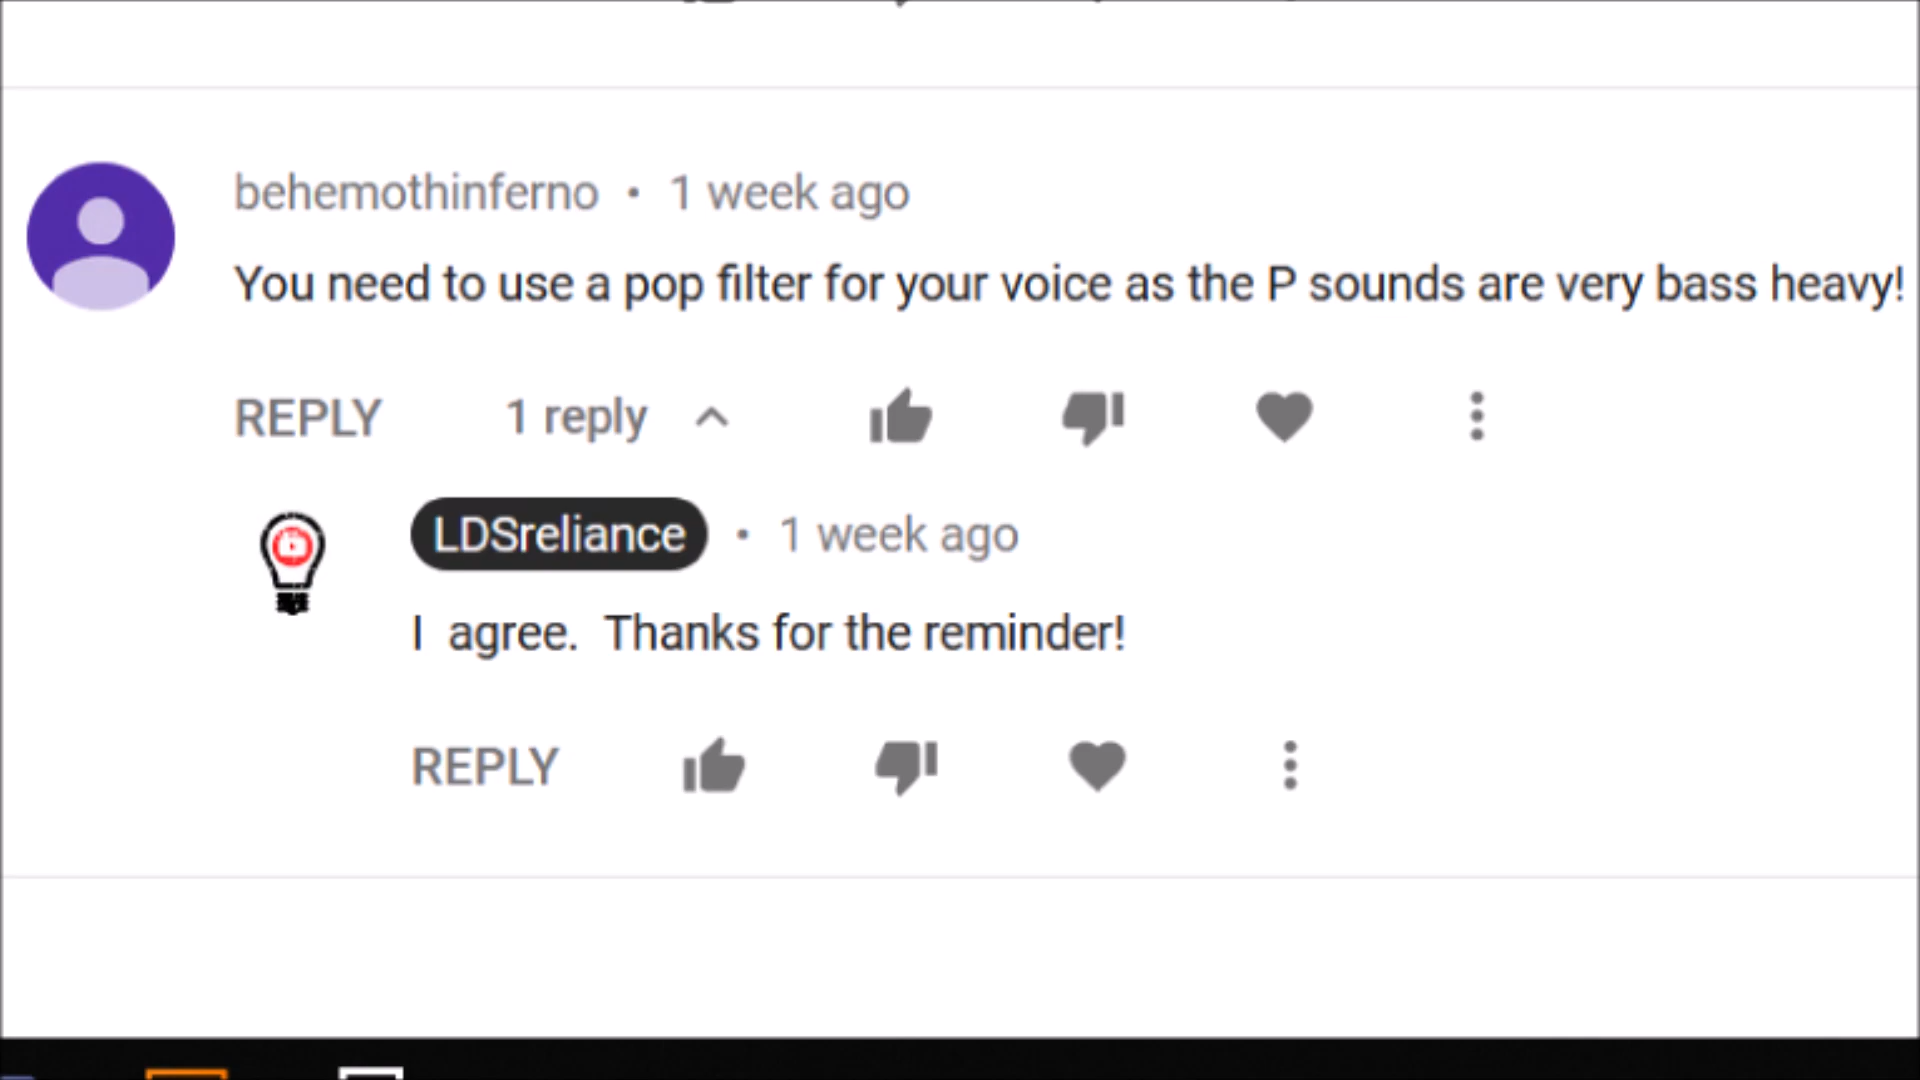 behemothinferno • 1 week ago
You need to use a pop filter for your voice as the P sounds are very bass heavy!
REPLY 1 reply
LDSreliance • 1 week ago
I  agree.  Thanks for the reminder!
REPLY